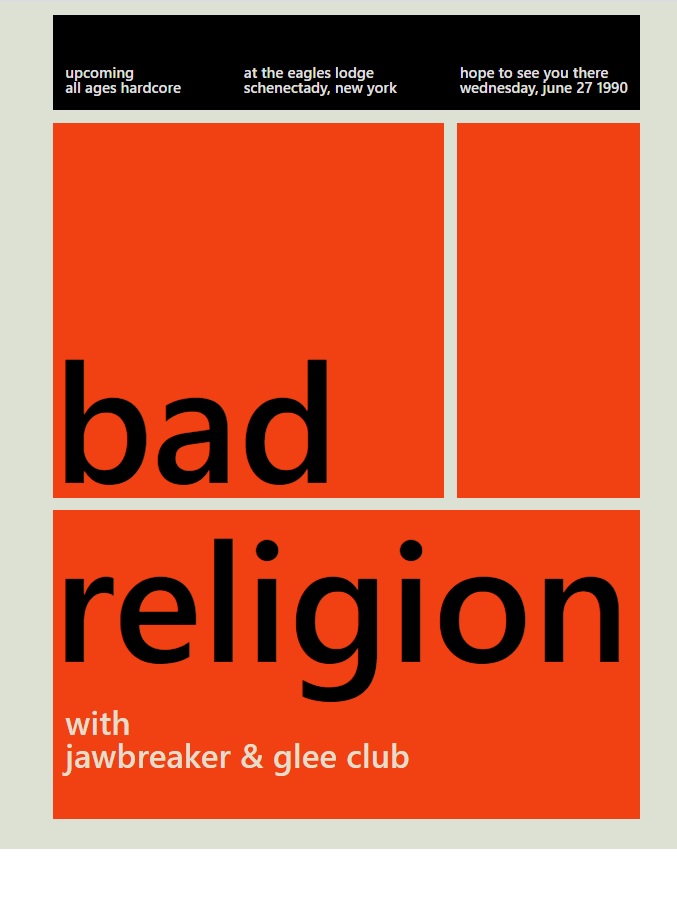 upcoming
all ages hardcore
at the eagles lodge
schenectady, new york
hope to see you there
wednesday, june 27 1990
bad
religion
with
jawbreaker & glee club